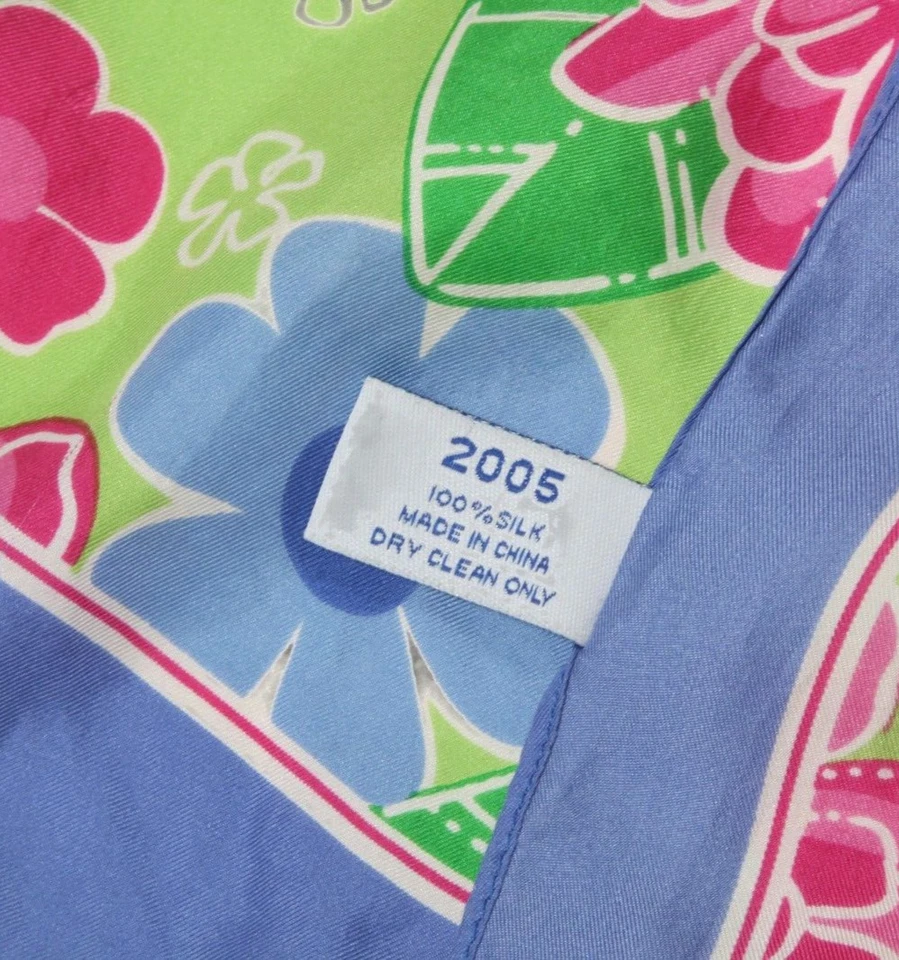 2005
100% SILK
MADE IN CHINA
DRY CLEAN ONLY